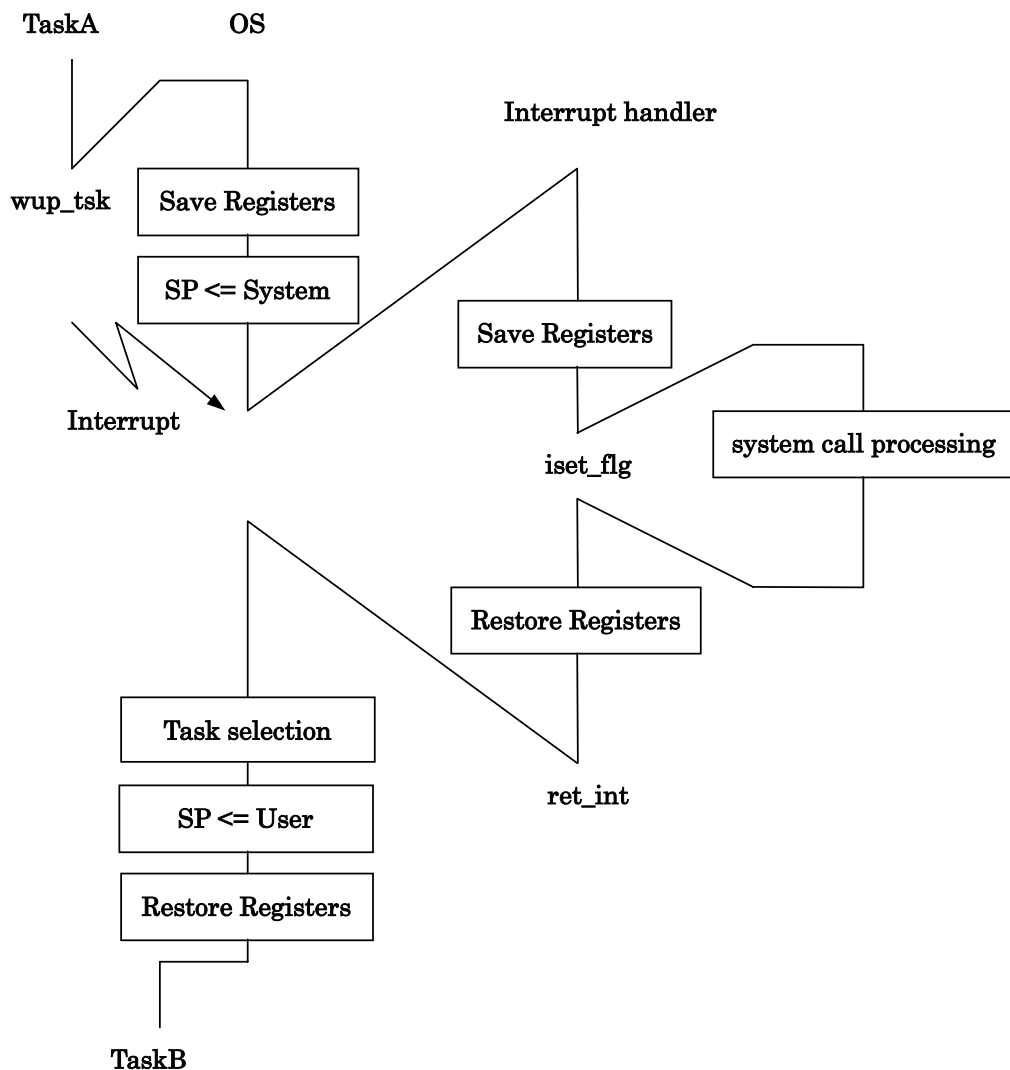 TaskA
OS
Interrupt handler
wup_tsk
Save Registers
SP <= System
Save Registers
Interrupt
system call processing
iset_flg
Restore Registers
Task selection
ret_int
SP <= User
Restore Registers
TaskB